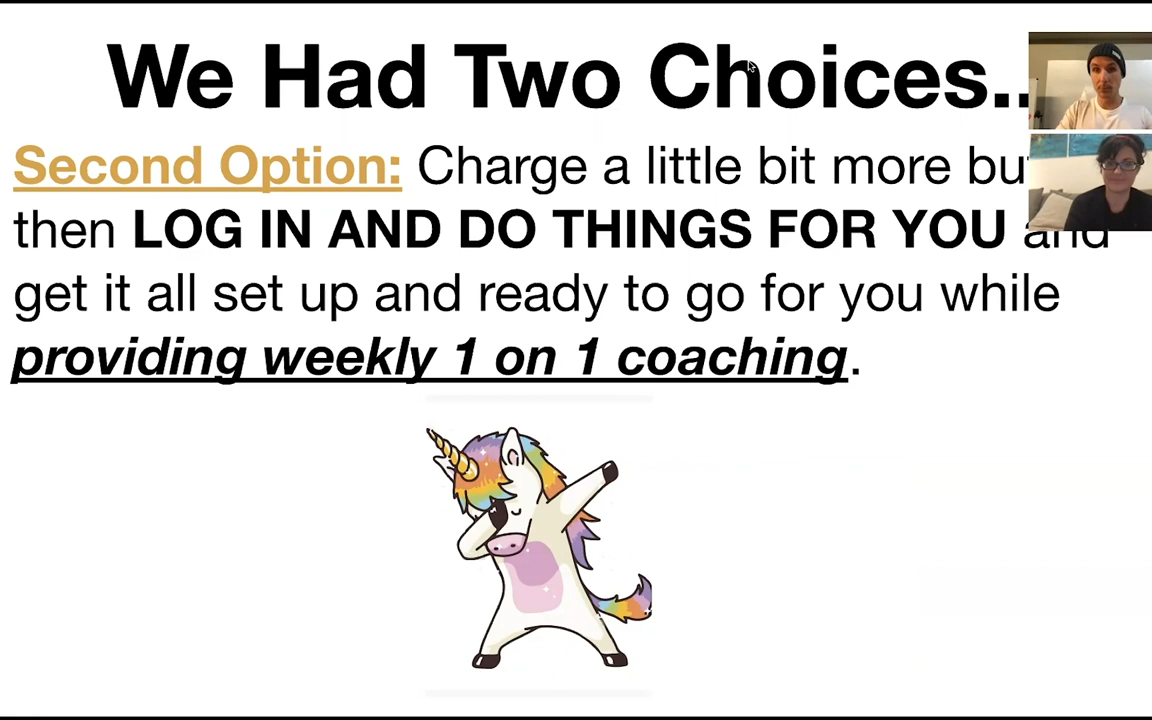 We Had Two Choices..
Second Option: Charge a little bit more bu
then LOG IN AND DO THINGS FOR YOU and
get it all set up and ready to go for you while
providing weekly 1 on 1 coaching.